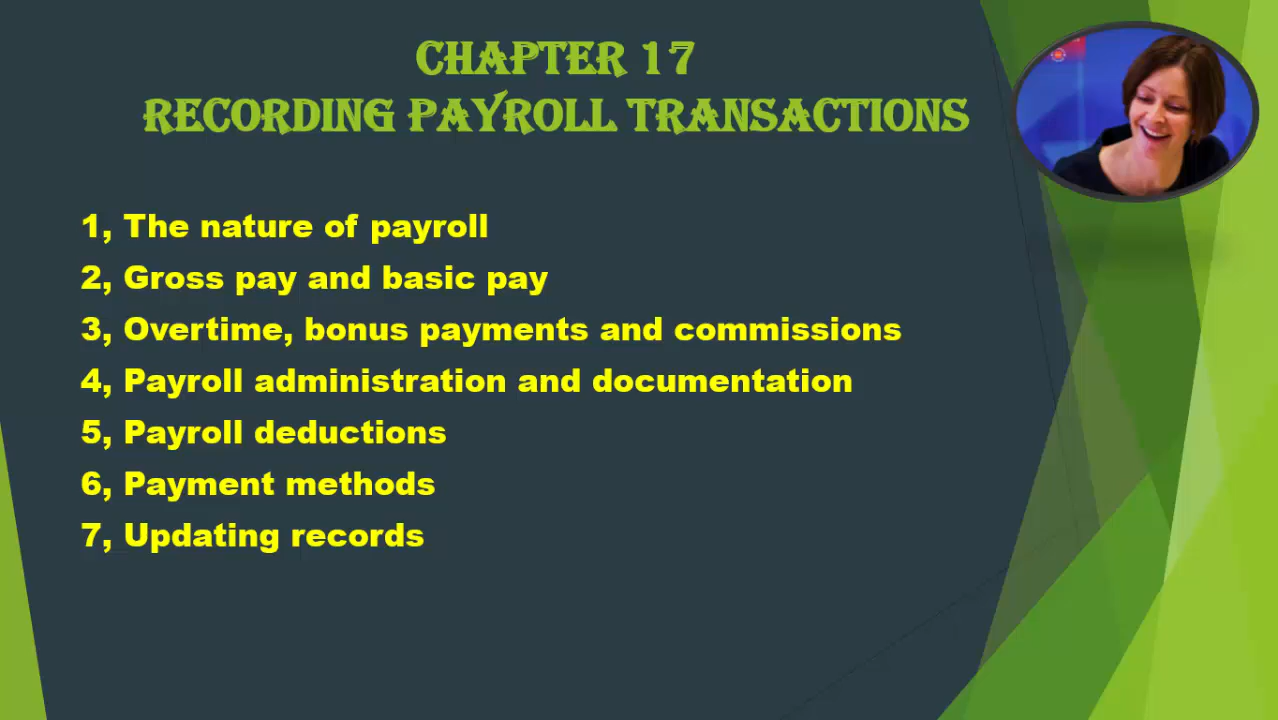 CHAPTER 17
RECORDING PAYROLL TRANSACTIONS
1, The nature of payroll
2, Gross pay and basic pay
3, Overtime, bonus payments and commissions
4, Payroll administration and documentation
5, Payroll deductions
6, Payment methods
7, Updating records